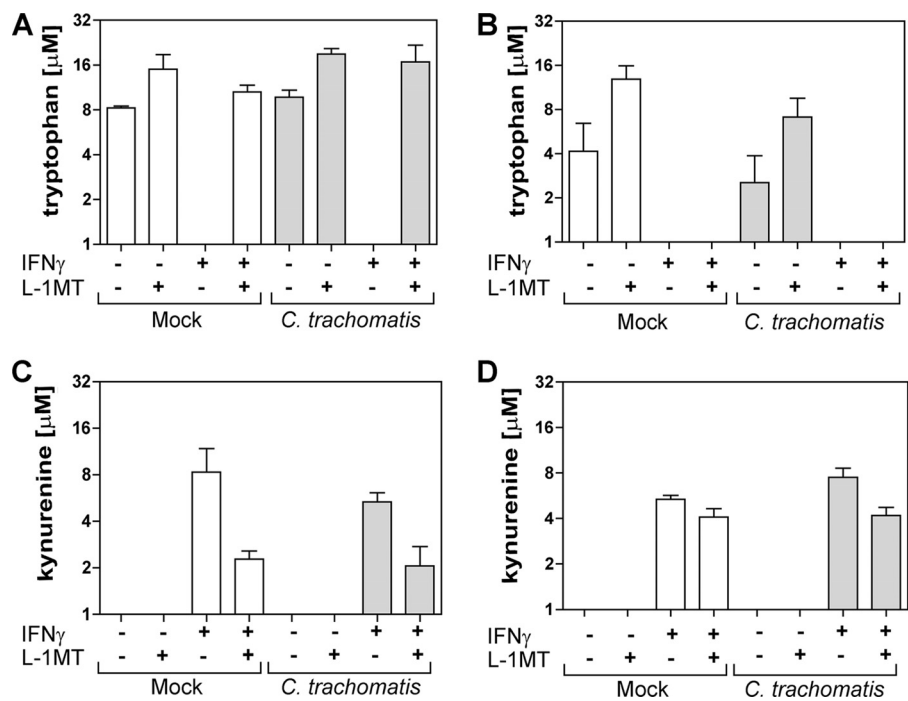 A
tryptophan [μM]
32
16
8
4
2
1
IFNγ - - + + - - + +
L-1MT - + - + - + - +
Mock C. trachomatis
B
tryptophan [μM]
32
16
8
4
2
1
IFNγ - - + + - - + +
L-1MT - + - + - + - +
Mock C. trachomatis
C
kynurenine [μM]
32
16
8
4
2
1
IFNγ - - + + - - + +
L-1MT - + - + - + - +
Mock C. trachomatis
D
kynurenine [μM]
32
16
8
4
2
1
IFNγ - - + + - - + +
L-1MT - + - + - + - +
Mock C. trachomatis